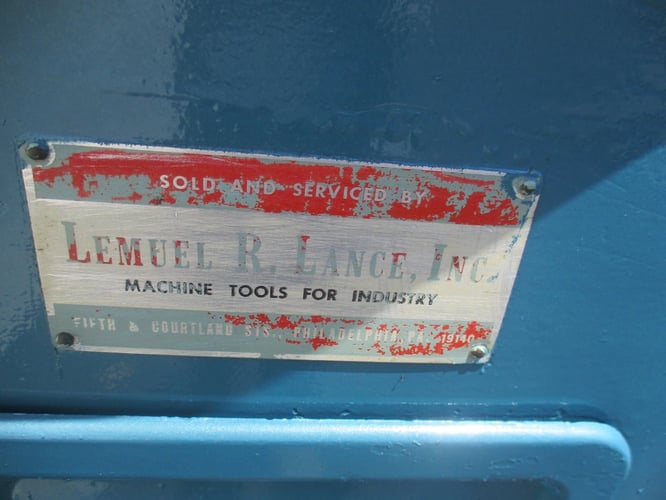 SOLD AND SERVICED BY
LEMUEL R. LANCE, INC.
MACHINE TOOLS FOR INDUSTRY
FIFTH & COURTLAND STS., PHILADELPHIA, PA. 19140